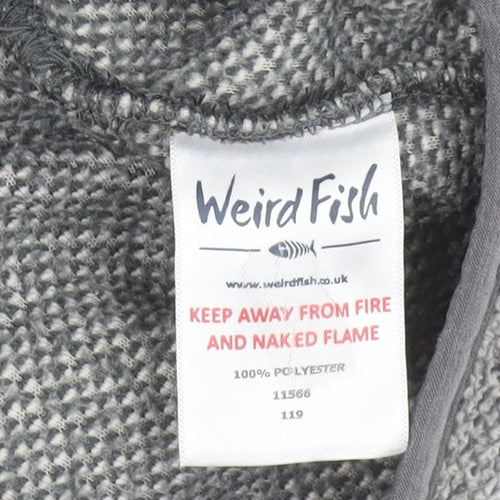 Weird Fish
www.weirdfish.co.uk
KEEP AWAY FROM FIRE
AND NAKED FLAME
100% POLYESTER
11566
119